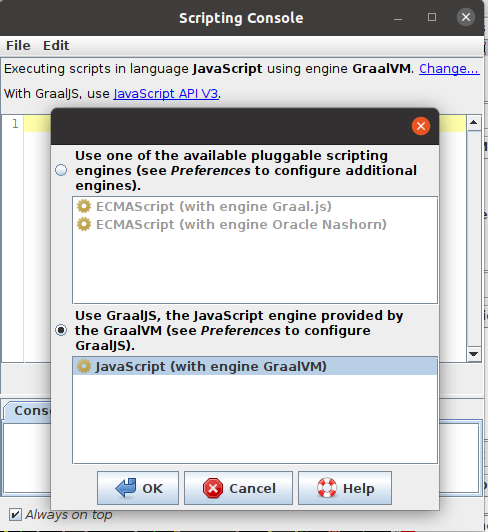 Scripting Console
File Edit
Executing scripts in language JavaScript using engine GraalVM. Change...
With GraalJS, use JavaScript API V3.
1
Use one of the available pluggable scripting
engines (see Preferences to configure additional
engines).
ECMAScript (with engine Graal.js)
ECMAScript (with engine Oracle Nashorn)
Use GraalJS, the JavaScript engine provided by
the GraalVM (see Preferences to configure
GraalJS).
JavaScript (with engine GraalVM)
Conso
OK Cancel Help
Always on top